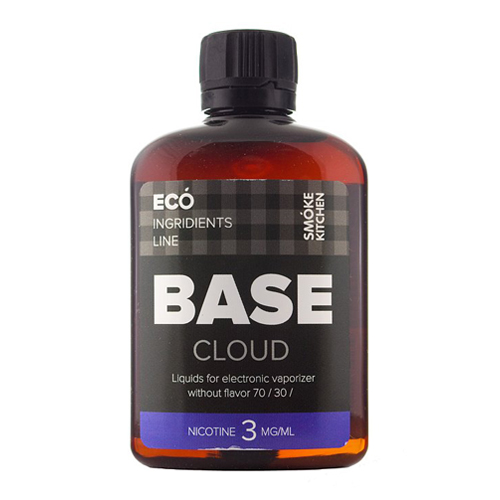 ECÓ
INGRIDIENTS
LINE
SMÓKE
KITCHEN
BASE
CLOUD
Liquids for electronic vaporizer
without flavor 70 / 30 /
NICOTINE 3 MG/ML